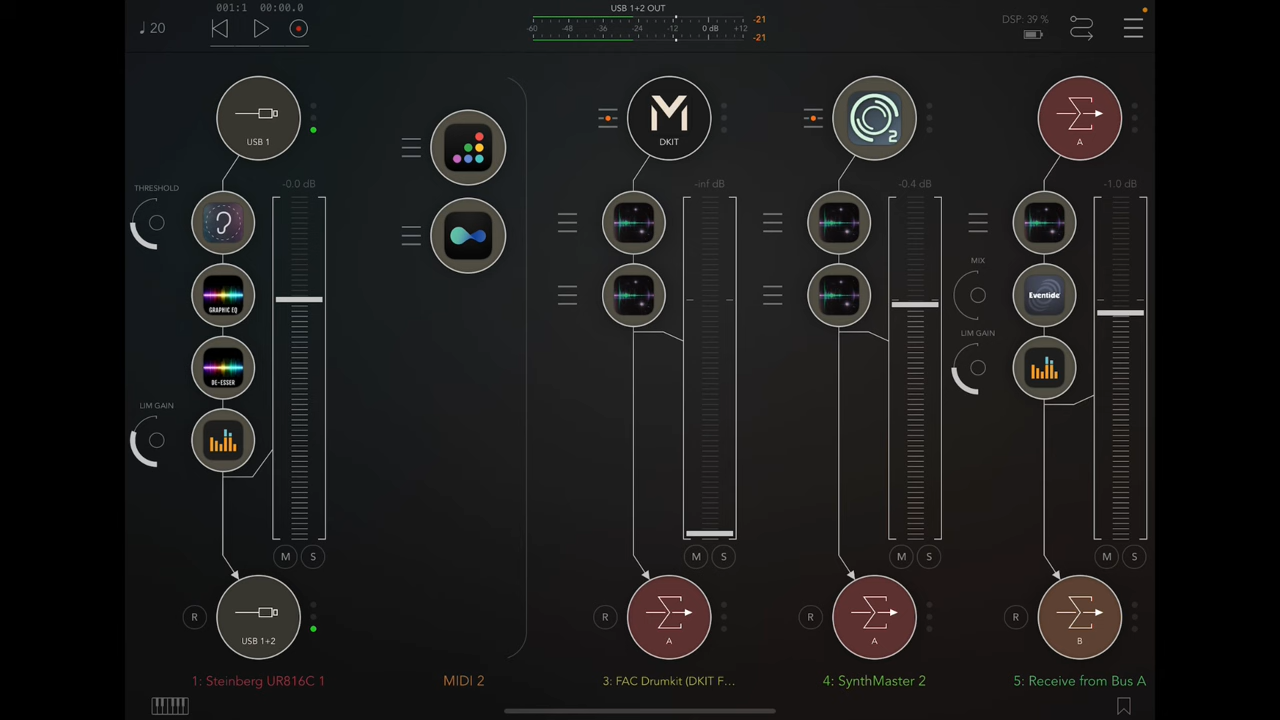 001:1 00:00.0
♩20
USB 1+2 OUT
-60 -48 -36 -24 -12 0 dB +12
-21
-21
DSP: 39 %
USB 1
THRESHOLD
-0.0 dB
GRAPHIC EQ
DE-ESSER
LIM GAIN
M S
R
USB 1+2
1: Steinberg UR816C 1
MIDI 2
DKIT
-inf dB
M S
R
A
3: FAC Drumkit (DKIT F...
2
-0.4 dB
M S
R
A
4: SynthMaster 2
A
-1.0 dB
MIX
Eventide
LIM GAIN
M S
R
B
5: Receive from Bus A